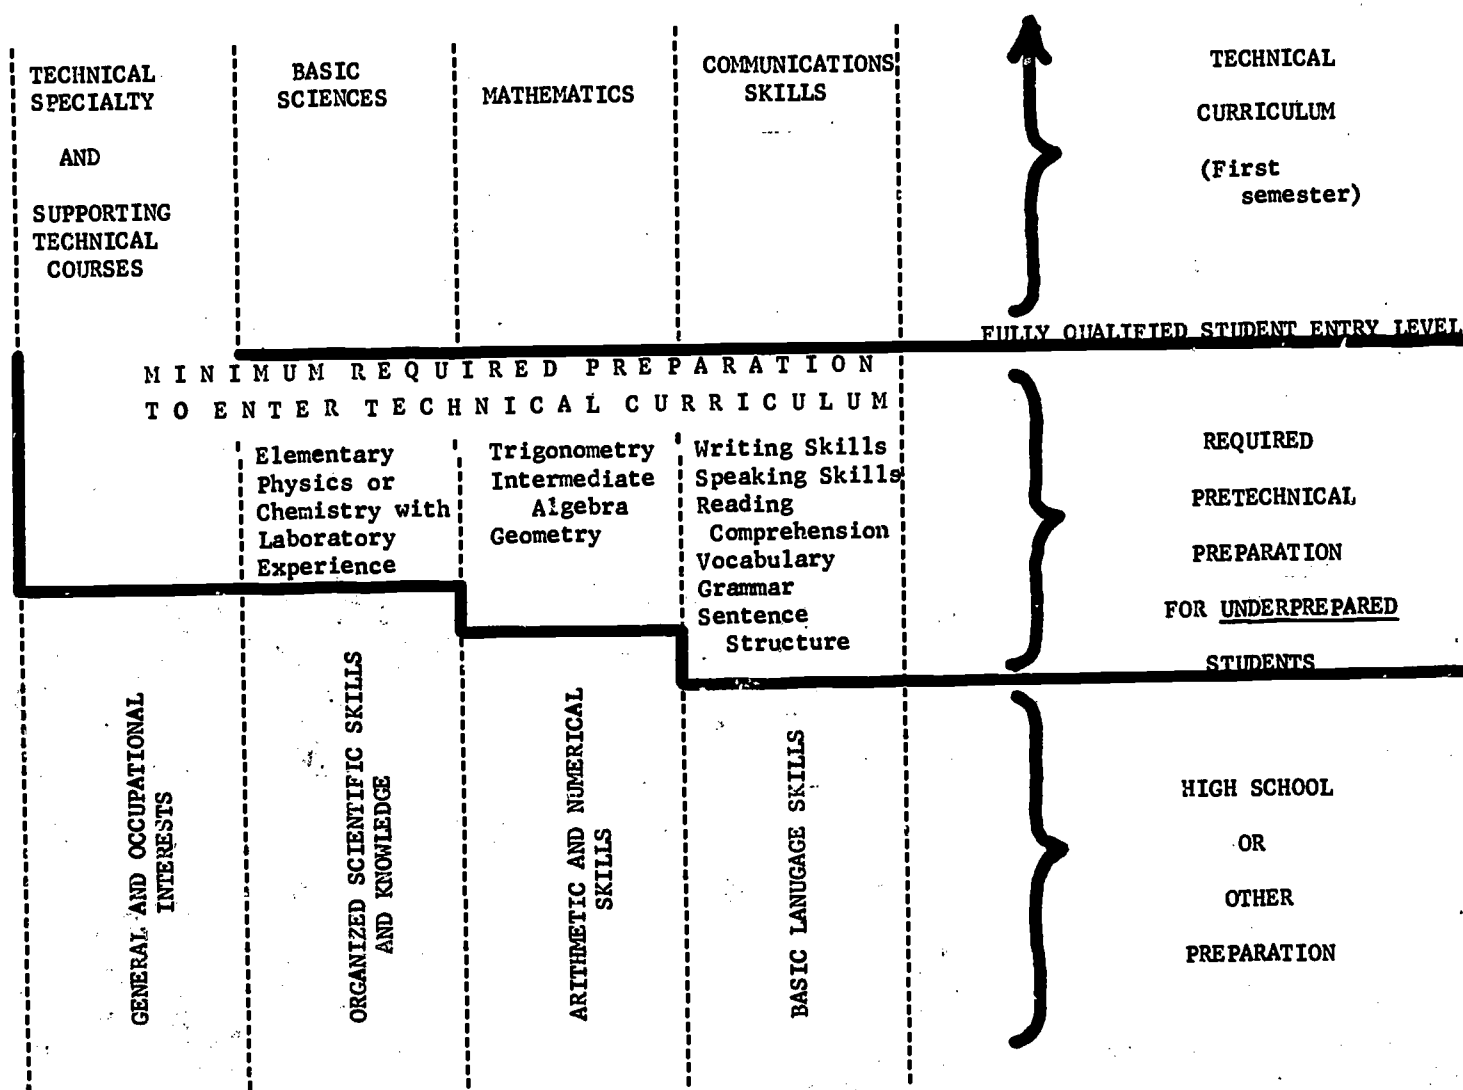 TECHNICAL
SPECIALTY
AND
SUPPORTING
TECHNICAL
COURSES
BASIC
SCIENCES
MATHEMATICS
COMMUNICATIONS
SKILLS
TECHNICAL
CURRICULUM
(First
semester)
FULLY QUALIFIED STUDENT ENTRY LEVEL
MINIMUM REQUIRED PREPARATION
TO ENTER TECHNICAL CURRICULUM
Elementary
Physics or
Chemistry with
Laboratory
Experience
Trigonometry
Intermediate
Algebra
Geometry
Writing Skills
Speaking Skills
Reading
Comprehension
Vocabulary
Grammar
Sentence
Structure
REQUIRED
PRETECHNICAL
PREPARATION
FOR UNDERPREPARED
STUDENTS
GENERAL AND OCCUPATIONAL
INTERESTS
ORGANIZED SCIENTIFIC SKILLS
AND KNOWLEDGE
ARITHMETIC AND NUMERICAL
SKILLS
BASIC LANUGAGE SKILLS
HIGH SCHOOL
OR
OTHER
PREPARATION